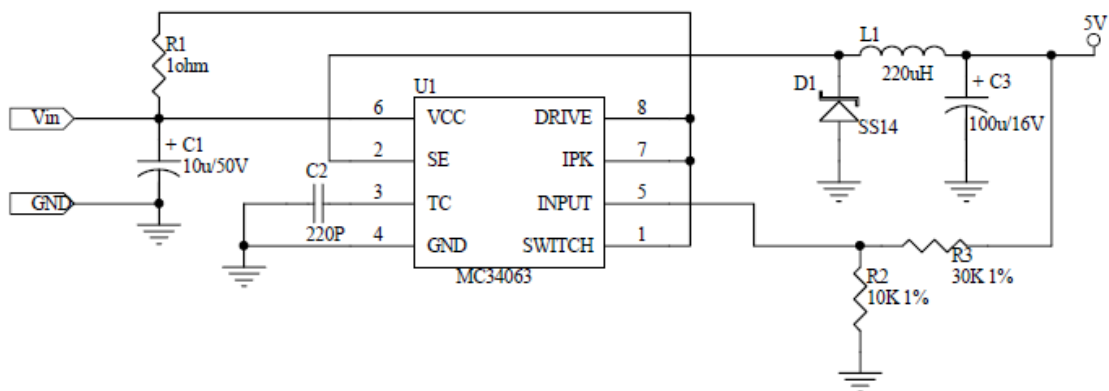 5V
R1
1ohm
L1
220uH
D1
SS14
+ C3
100u/16V
U1
Vin
6 VCC DRIVE 8
+ C1
10u/50V
2 SE IPK 7
C2
3 TC INPUT 5
GND
220P
4 GND SWITCH 1
MC34063
R3
30K 1%
R2
10K 1%